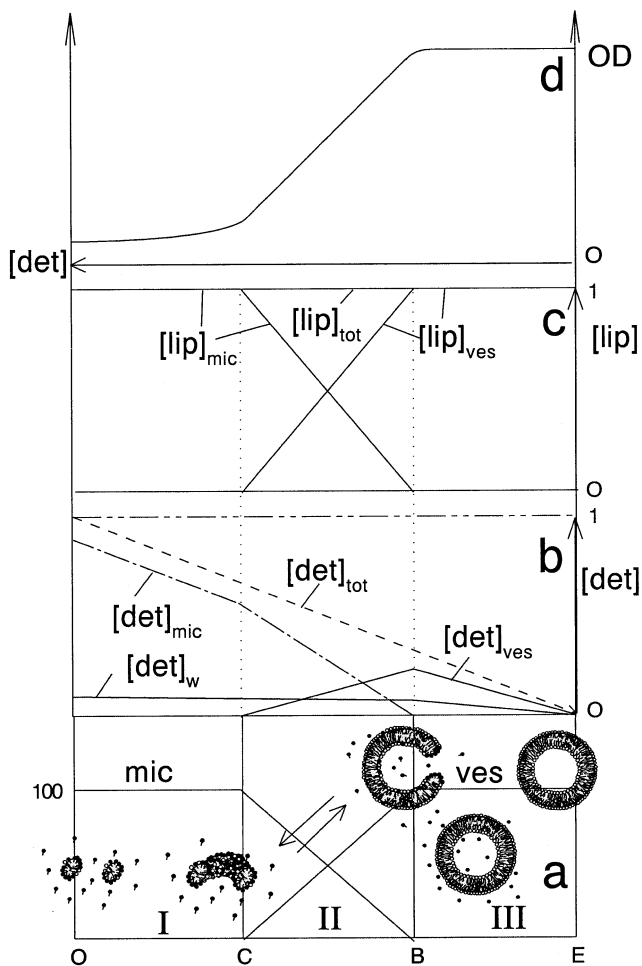 OD
d
O
[det]
1
[lip]mic
[lip]tot
[lip]ves
c
[lip]
O
1
b
[det]
[det]tot
[det]mic
[det]ves
[det]w
O
mic
ves
100
a
I
II
III
O
C
B
E